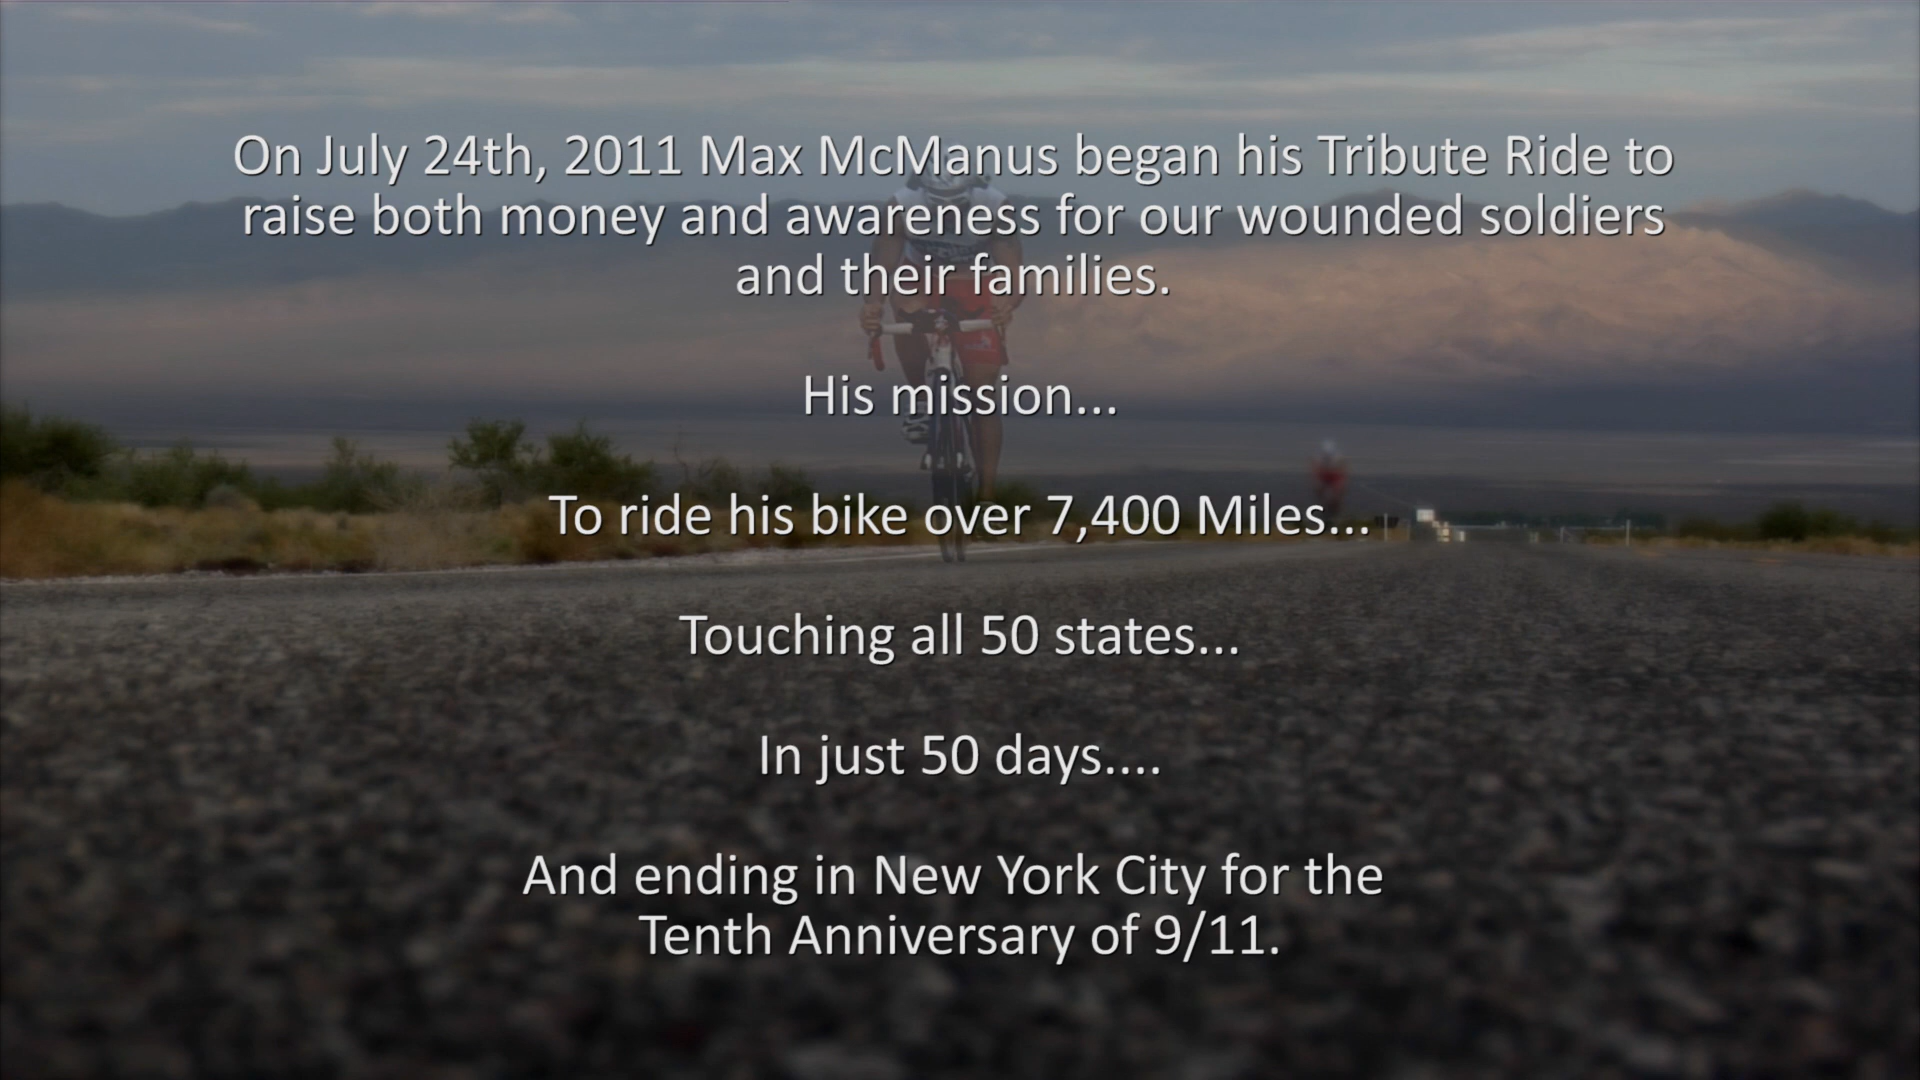 On July 24th, 2011 Max McManus began his Tribute Ride to
raise both money and awareness for our wounded soldiers
and their families.
His mission...
To ride his bike over 7,400 Miles...
Touching all 50 states...
In just 50 days....
And ending in New York City for the
Tenth Anniversary of 9/11.